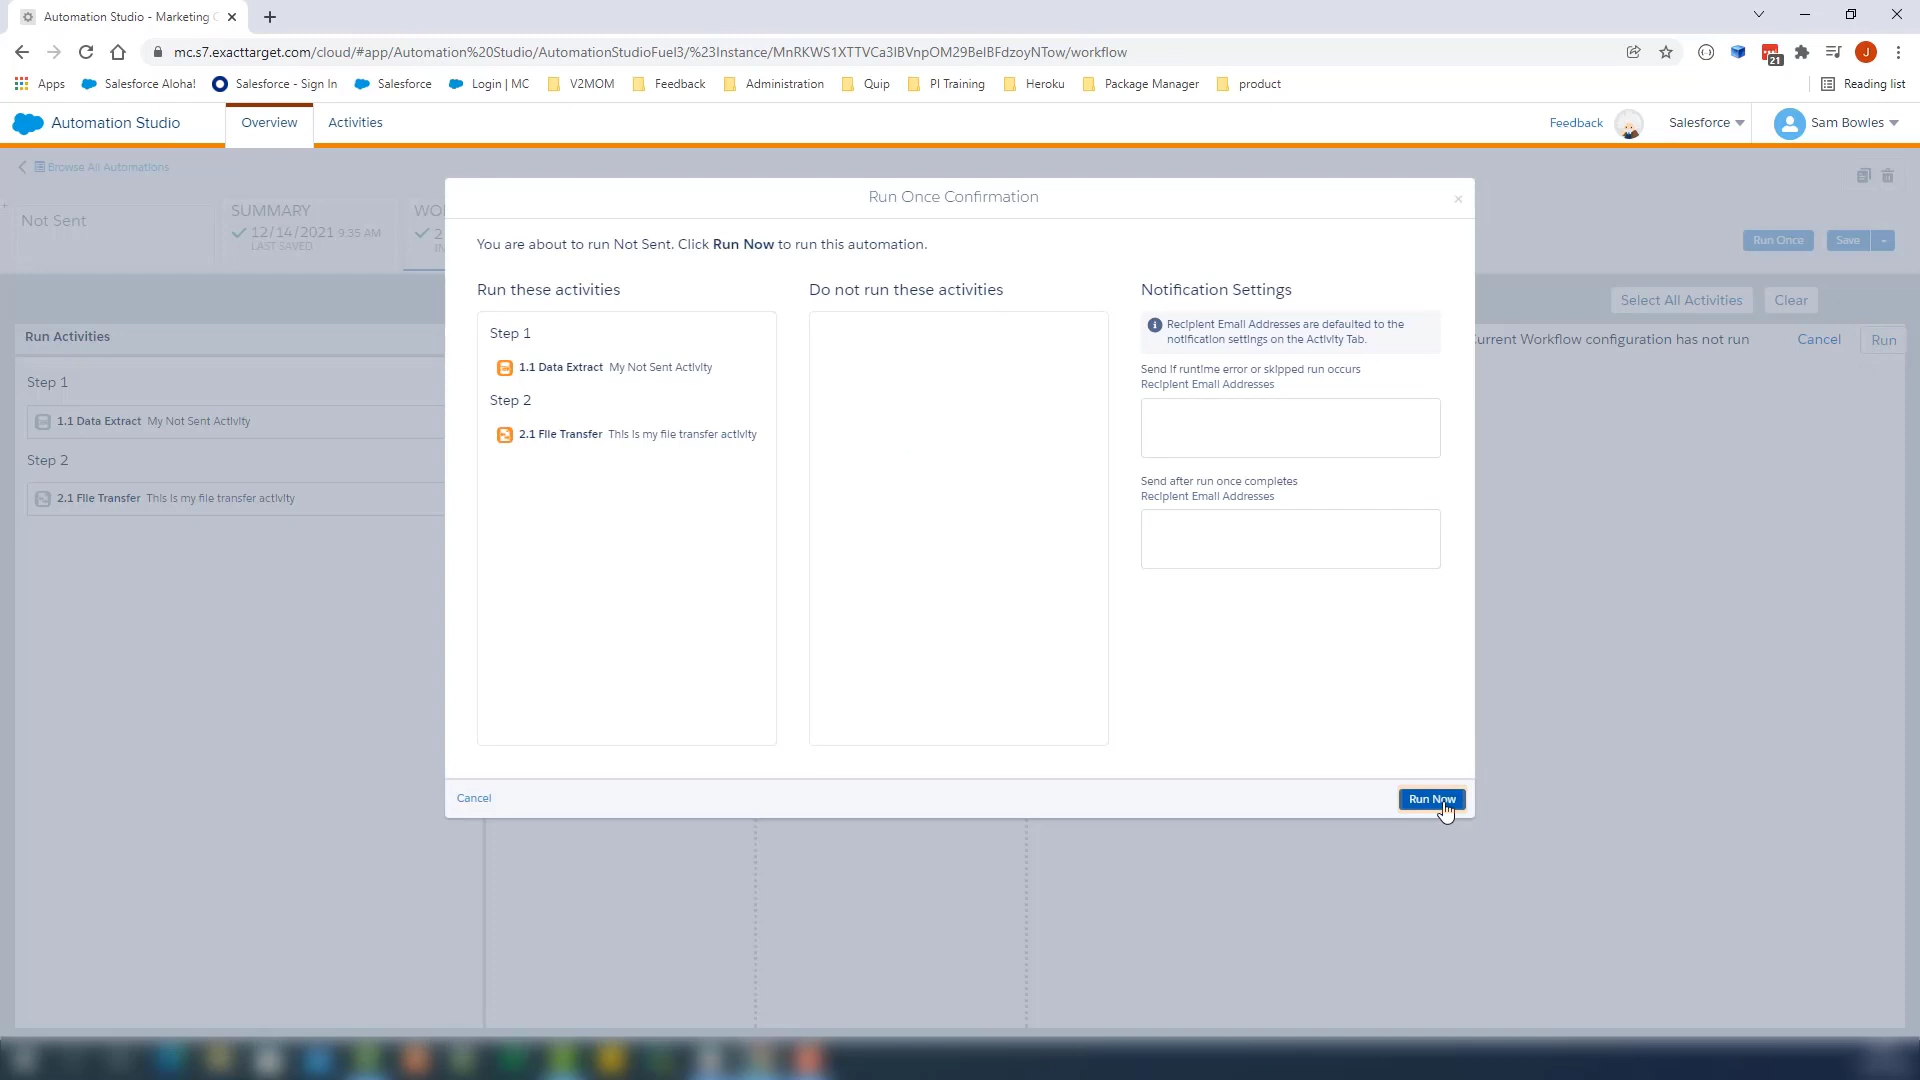 Automation Studio - Marketing C
mc.s7.exacttarget.com/cloud/#app/Automation%20Studio/AutomationStudioFuel3/%23Instance/MnRKWS1XTTVCa3lBVnpOM29BelBFdzoyNTow/workflow
21
J
Apps
Salesforce Aloha!
Salesforce - Sign In
Salesforce
Login | MC
V2MOM
Feedback
Administration
Quip
PI Training
Heroku
Package Manager
product
Reading list
Automation Studio
Overview
Activities
Feedback
Salesforce
Sam Bowles
Browse All Automations
Not Sent
SUMMARY
12/14/2021 9:35 AM
LAST SAVED
WO
2
Run Once
Save
Select All Activities
Clear
Run Activities
Step 1
1.1 Data Extract My Not Sent Activity
Step 2
2.1 File Transfer This is my file transfer activity
Current Workflow configuration has not run
Cancel
Run
Run Once Confirmation
You are about to run Not Sent. Click Run Now to run this automation.
Run these activities
Step 1
1.1 Data Extract My Not Sent Activity
Step 2
2.1 File Transfer This is my file transfer activity
Do not run these activities
Notification Settings
Recipient Email Addresses are defaulted to the
notification settings on the Activity Tab.
Send if runtime error or skipped run occurs
Recipient Email Addresses
Send after run once completes
Recipient Email Addresses
Cancel
Run Now